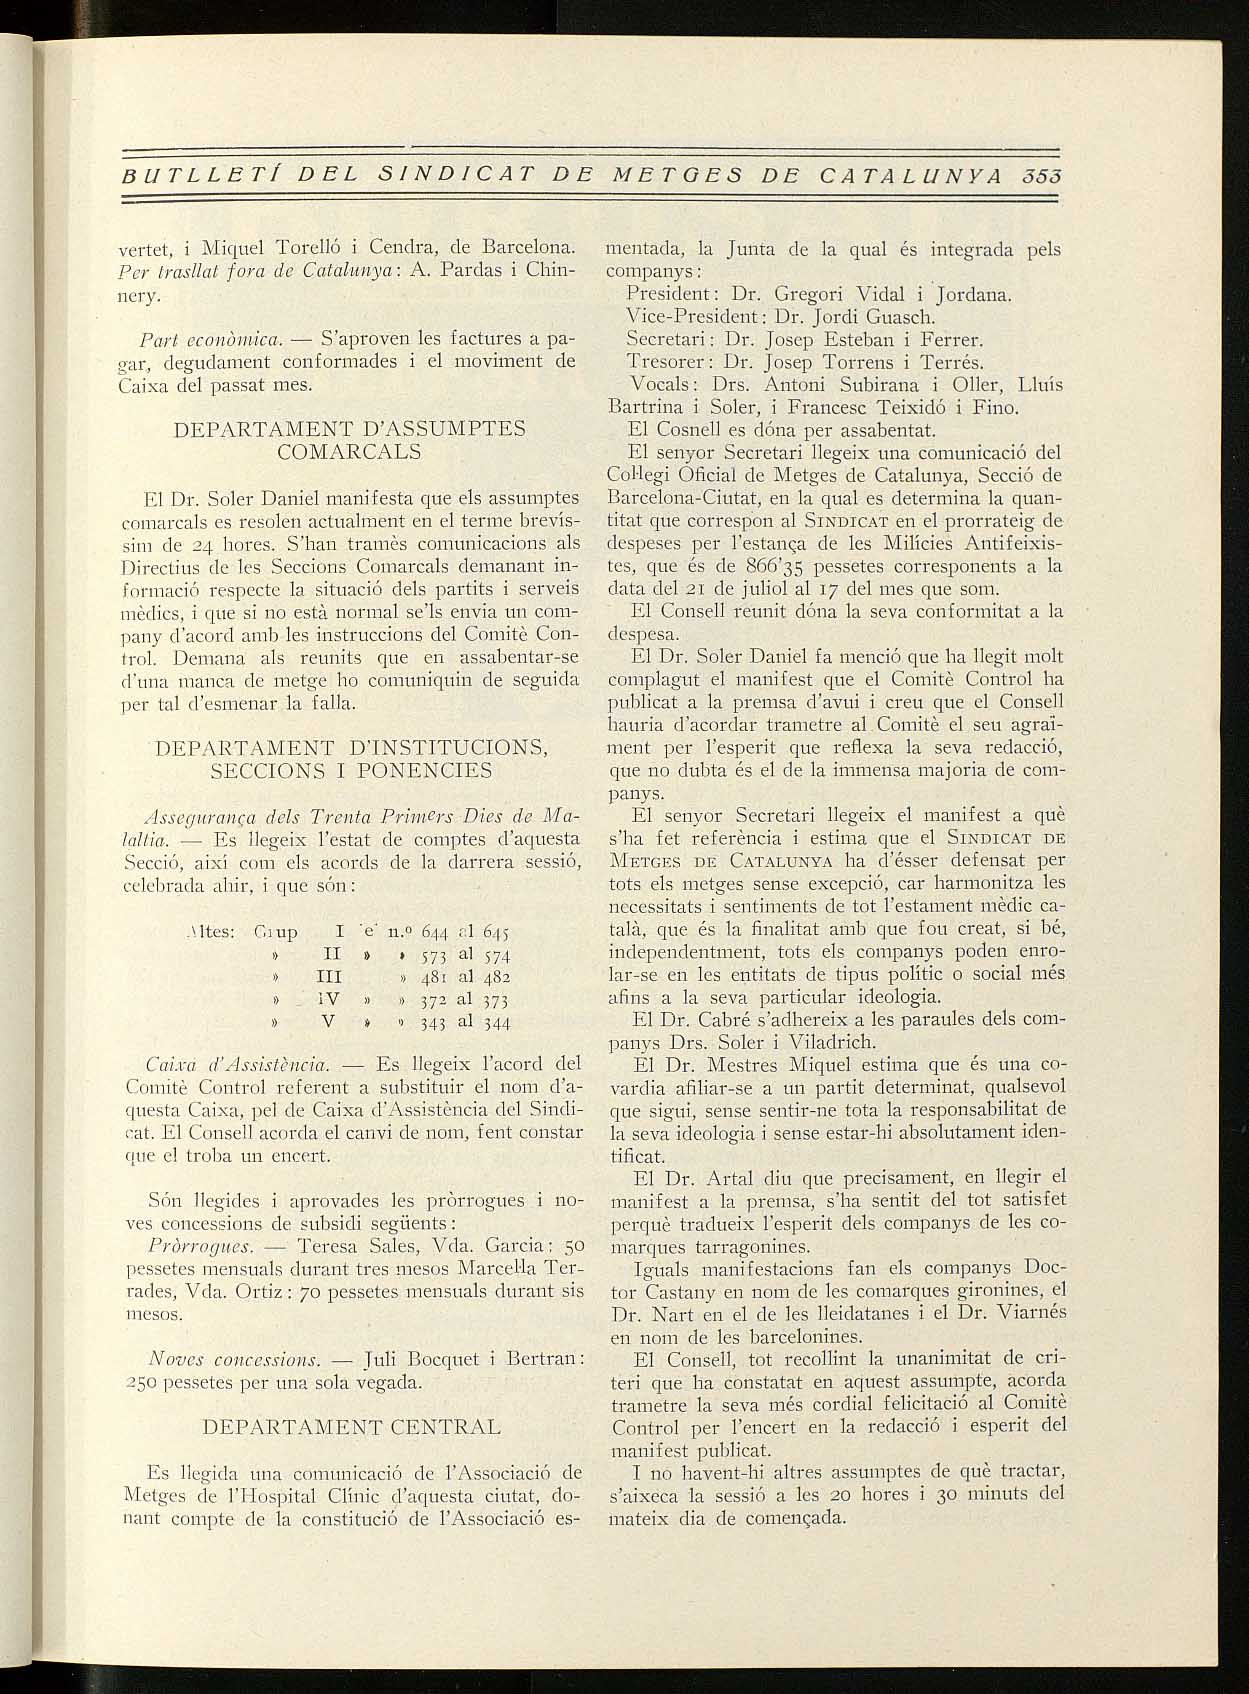 BUTLLETÍ DEL SINDICAT DE METGES DE CATALUNYA 353
vertet, i Miquel Torelló i Cendra, de Barcelona.
Per trasllat fora de Catalunya: A. Pardas i Chin-
nery.
Part econòmica. — S'aproven les factures a pa-
gar, degudament conformades i el moviment de
Caixa del passat mes.
DEPARTAMENT D'ASSUMPTES
COMARCALS
El Dr. Soler Daniel manifesta que els assumptes
comarcals es resolen actualment en el terme brevís-
sim de 24 hores. S'han tramès comunicacions als
Directius de les Seccions Comarcals demanant in-
formació respecte la situació dels partits i serveis
mèdics, i que si no està normal se'ls envia un com-
pany d'acord amb les instruccions del Comitè Con-
trol. Demana als reunits que en assabentar-se
d'una manca de metge ho comuniquin de seguida
per tal d'esmenar la falla.
DEPARTAMENT D'INSTITUCIONS,
SECCIONS I PONENCIES
Assegurança dels Trenta Primers Dies de Ma-
laltia. — Es llegeix l'estat de comptes d'aquesta
Secció, així com els acords de la darrera sessió,
celebrada ahir, i que són:
Altes: Grup I e n.º 644 al 645
» II » » 573 al 574
» III » 481 al 482
» IV » » 372 al 373
» V » » 343 al 344
Caixa d'Assistència. — Es llegeix l'acord del
Comitè Control referent a substituir el nom d'a-
questa Caixa, pel de Caixa d'Assistència del Sindi-
cat. El Consell acorda el canvi de nom, fent constar
que el troba un encert.
Són llegides i aprovades les pròrrogues i no-
ves concessions de subsidi següents:
Pròrrogues. — Teresa Sales, Vda. Garcia: 50
pessetes mensuals durant tres mesos Marcel·la Ter-
rades, Vda. Ortiz: 70 pessetes mensuals durant sis
mesos.
Noves concessions. — Juli Bocquet i Bertran:
250 pessetes per una sola vegada.
DEPARTAMENT CENTRAL
Es llegida una comunicació de l'Associació de
Metges de l'Hospital Clínic d'aquesta ciutat, do-
nant compte de la constitució de l'Associació es-
mentada, la Junta de la qual és integrada pels
companys:
President: Dr. Gregori Vidal i Jordana.
Vice-President: Dr. Jordi Guasch.
Secretari: Dr. Josep Esteban i Ferrer.
Tresorer: Dr. Josep Torrens i Terrés.
Vocals: Drs. Antoni Subirana i Oller, Lluís
Bartrina i Soler, i Francesc Teixidó i Fino.
El Cosnell es dóna per assabentat.
El senyor Secretari llegeix una comunicació del
Col·legi Oficial de Metges de Catalunya, Secció de
Barcelona-Ciutat, en la qual es determina la quan-
titat que correspon al SINDICAT en el prorrateig de
despeses per l'estança de les Milícies Antifeixis-
tes, que és de 866'35 pessetes corresponents a la
data del 21 de juliol al 17 del mes que som.
El Consell reunit dóna la seva conformitat a la
despesa.
El Dr. Soler Daniel fa menció que ha llegit molt
complagut el manifest que el Comitè Control ha
publicat a la premsa d'avui i creu que el Consell
hauria d'acordar trametre al Comitè el seu agraï-
ment per l'esperit que reflexa la seva redacció,
que no dubta és el de la immensa majoria de com-
panys.
El senyor Secretari llegeix el manifest a què
s'ha fet referència i estima que el SINDICAT DE
METGES DE CATALUNYA ha d'ésser defensat per
tots els metges sense excepció, car harmonitza les
necessitats i sentiments de tot l'estament mèdic ca-
talà, que és la finalitat amb que fou creat, si bé,
independentment, tots els companys poden enro-
lar-se en les entitats de tipus polític o social més
afins a la seva particular ideologia.
El Dr. Cabré s'adhereix a les paraules dels com-
panys Drs. Soler i Viladrich.
El Dr. Mestres Miquel estima que és una co-
vardia afiliar-se a un partit determinat, qualsevol
que sigui, sense sentir-ne tota la responsabilitat de
la seva ideologia i sense estar-hi absolutament iden-
tificat.
El Dr. Artal diu que precisament, en llegir el
manifest a la premsa, s'ha sentit del tot satisfet
perquè tradueix l'esperit dels companys de les co-
marques tarragonines.
Iguals manifestacions fan els companys Doc-
tor Castany en nom de les comarques gironines, el
Dr. Nart en el de les lleidatanes i el Dr. Viarnés
en nom de les barcelonines.
El Consell, tot recollint la unanimitat de cri-
teri que ha constatat en aquest assumpte, acorda
trametre la seva més cordial felicitació al Comitè
Control per l'encert en la redacció i esperit del
manifest publicat.
I no havent-hi altres assumptes de què tractar,
s'aixeca la sessió a les 20 hores i 30 minuts del
mateix dia de començada.